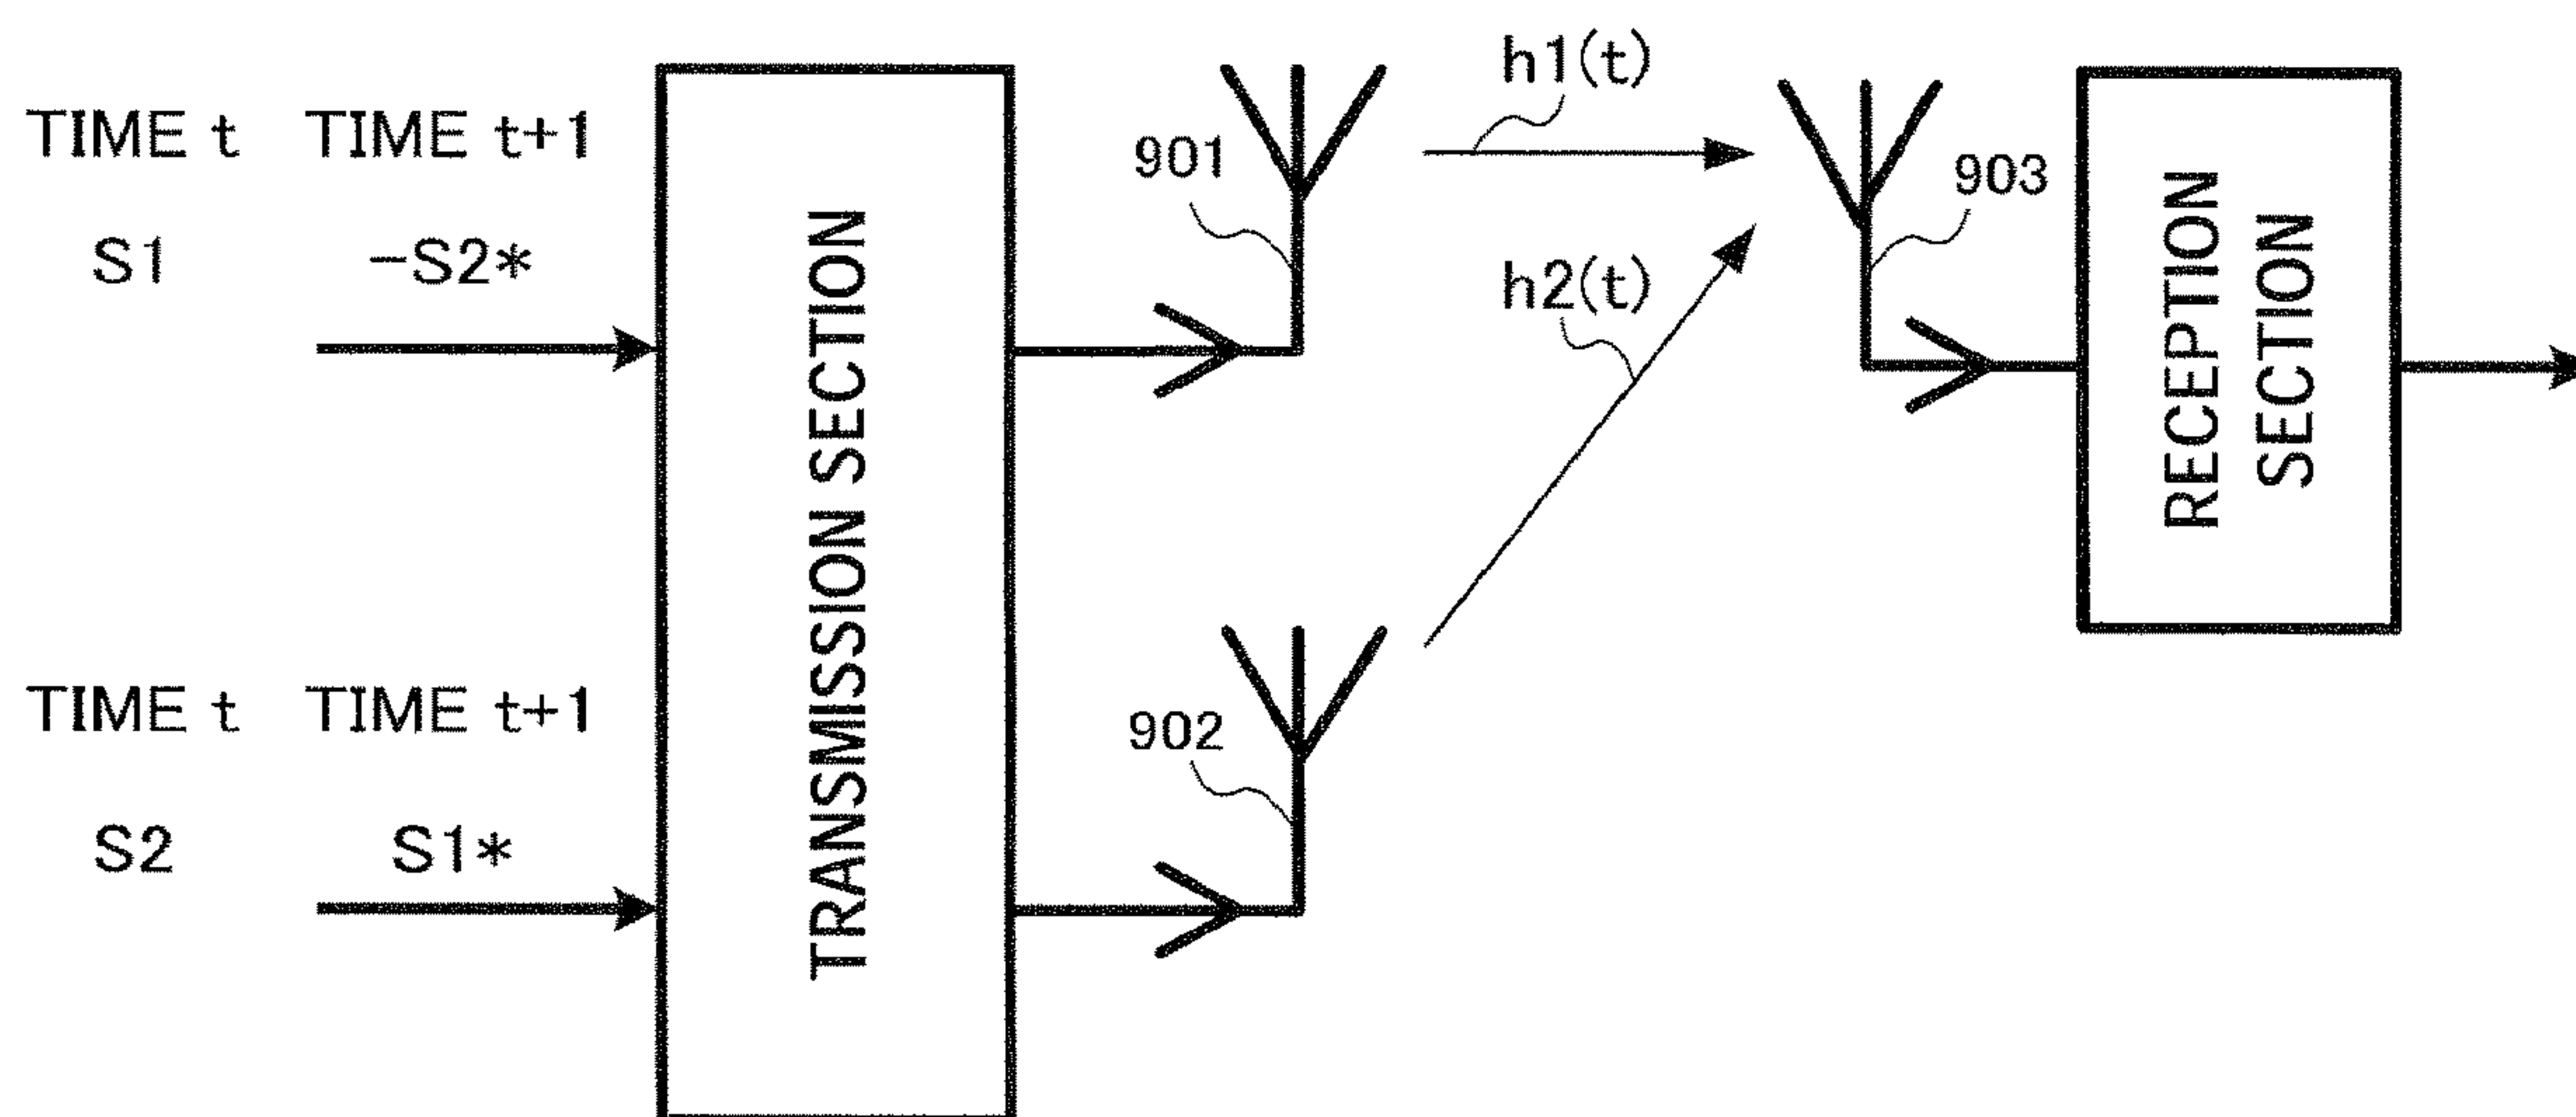 TIME t TIME t+1
S1 -S2*
TRANSMISSION SECTION
901
h1(t)
h2(t)
903
RECEPTION
SECTION
TIME t TIME t+1
S2 S1*
902